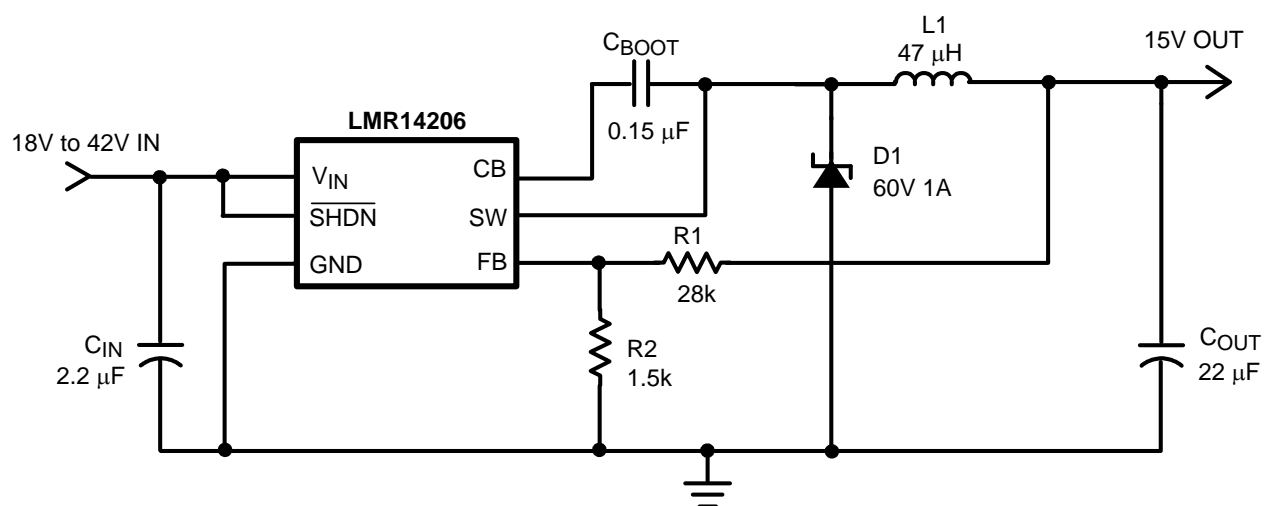 L1
47 μH
15V OUT
CBOOT
0.15 μF
LMR14206
18V to 42V IN
VIN
SHDN
GND
CB
SW
FB
D1
60V 1A
R1
28k
R2
1.5k
CIN
2.2 μF
COUT
22 μF